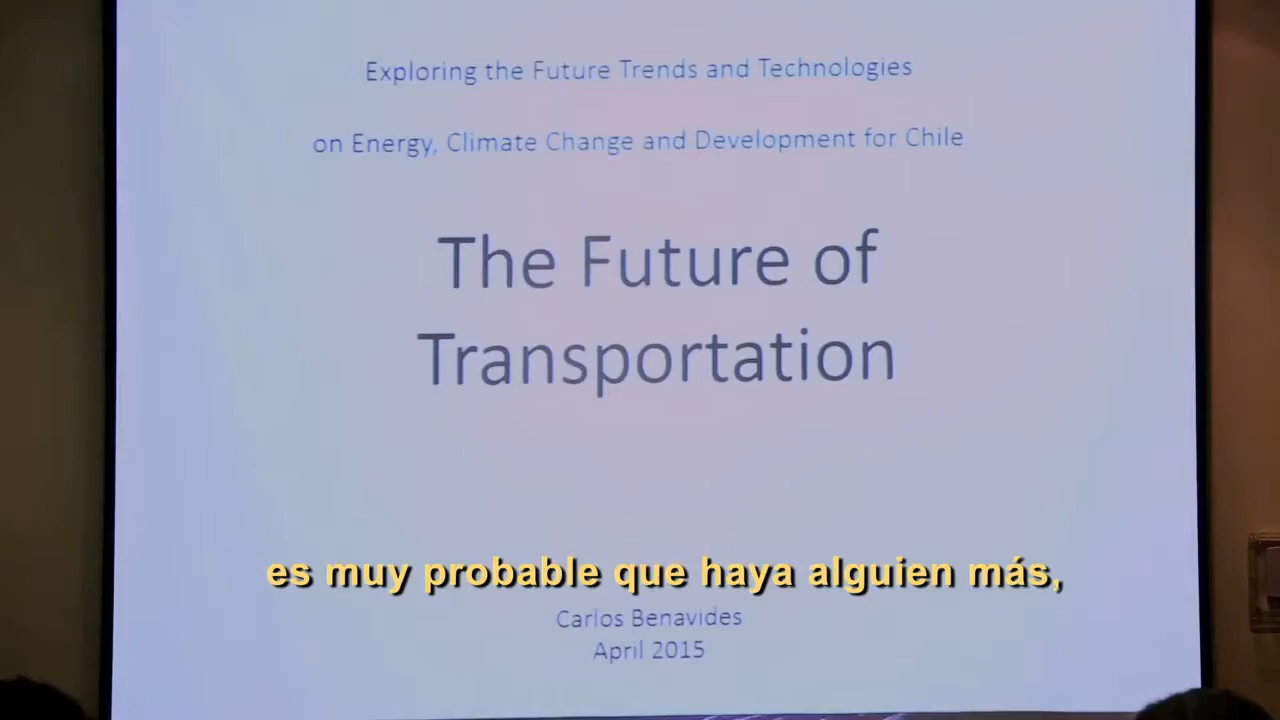 Exploring the Future Trends and Technologies
on Energy, Climate Change and Development for Chile
The Future of
Transportation
es muy probable que haya alguien más,
Carlos Benavides
April 2015